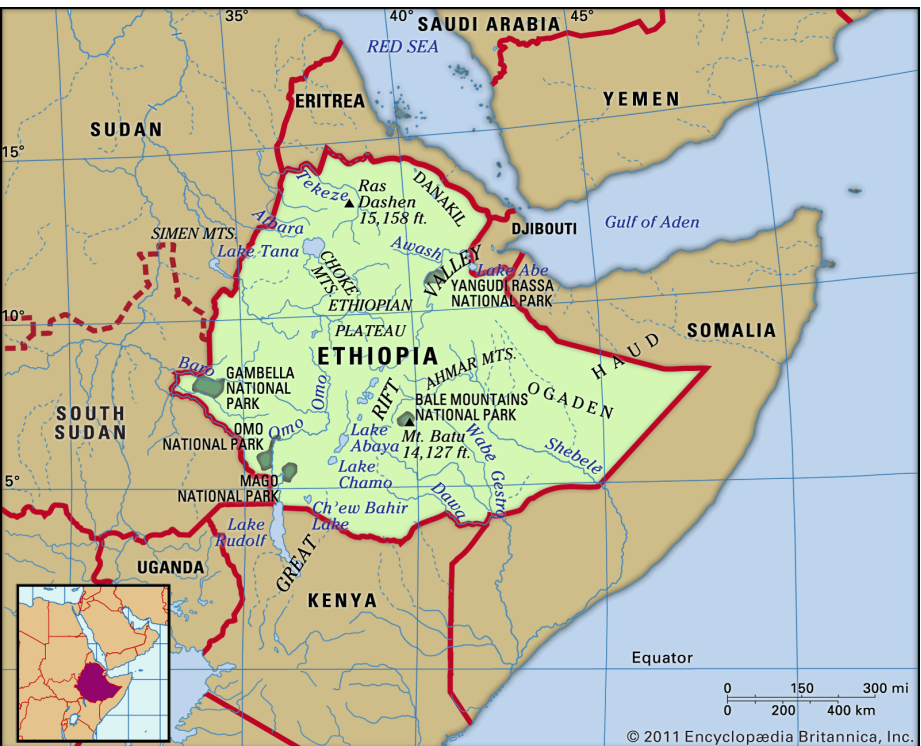 35°
40°
45°
SAUDI ARABIA
RED SEA
YEMEN
ERITREA
SUDAN
15°
Tekeze
Ras
Dashen
15,158 ft.
DANAKIL
Atbara
SIMEN MTS.
Lake Tana
DJIBOUTI
Gulf of Aden
Awash
VALLEY
Lake Abe
CHOKE
MTS.
YANGUDI RASSA
NATIONAL PARK
ETHIOPIAN
PLATEAU
10°
SOMALIA
HAUD
ETHIOPIA
Baro
GAMBELLA
NATIONAL
PARK
Omo
RIFT
AHMAR MTS.
OGADEN
BALE MOUNTAINS
NATIONAL PARK
SOUTH
SUDAN
OMO
NATIONAL PARK
Omo
Lake
Abaya
Mt. Batu
14,127 ft.
Wabē
Gestro
Shebelē
Lake
Chamo
5°
MAGO
NATIONAL PARK
Dawa
Ch'ew Bahir
Lake
Lake
Rudolf
GREAT
UGANDA
KENYA
Equator
0 150 300 mi
0 200 400 km
© 2011 Encyclopædia Britannica, Inc.